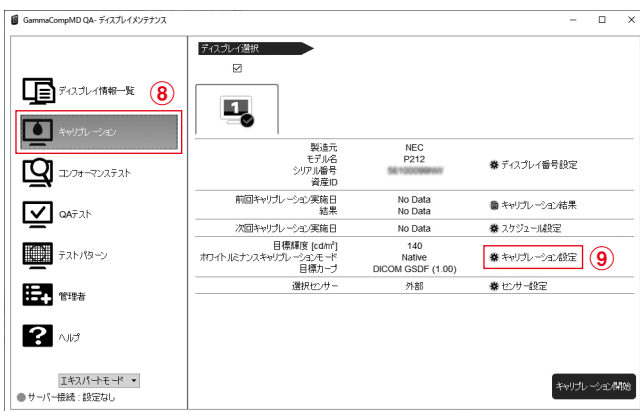 GammaCompMD QA- ディスプレイメンテナンス
ディスプレイ選択
ディスプレイ情報一覧
⑧
キャリブレーション
コンフォーマンステスト
QAテスト
テストパターン
管理者
ヘルプ
エキスパートモード
サーバー接続 : 設定なし
1
製造元 NEC
モデル名 P212
シリアル番号
資産ID
ディスプレイ番号設定
前回キャリブレーション実施日 No Data
結果 No Data
キャリブレーション結果
次回キャリブレーション実施日 No Data
スケジュール設定
目標輝度 [cd/m²] 140
ホワイトルミナンスキャリブレーションモード Native
目標カーブ DICOM GSDF (1.00)
キャリブレーション設定
⑨
選択センサー 外部
センサー設定
キャリブレーション開始